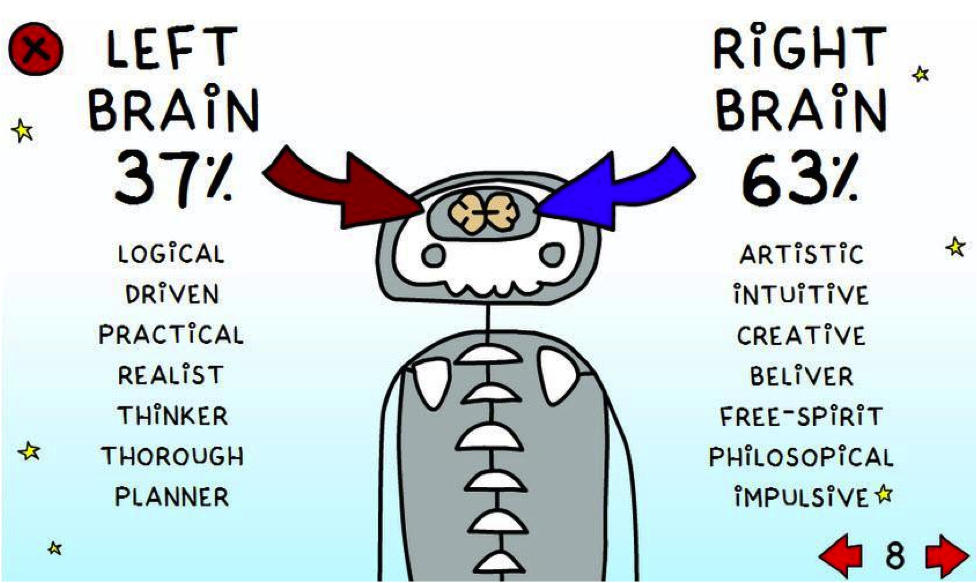 LEFT
BRAiN
37%
LOGiCAL
DRiVEN
PRACTiCAL
REALiST
THiNKER
THOROUGH
PLANNER
RiGHT
BRAiN
63%
ARTiSTiC
iNTUiTiVE
CREATiVE
BELiVER
FREE-SPiRiT
PHiLOSOPiCAL
iMPULSiVE
8